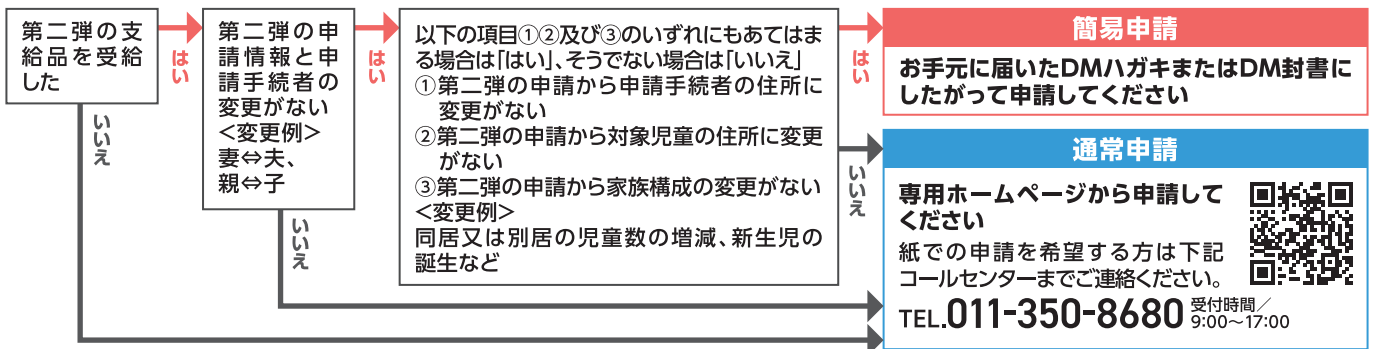 第二弾の支
給品を受給
した
はい
いいえ
第二弾の申
請情報と申
請手続者の
変更がない
<変更例>
妻⇔夫、
親⇔子
はい
いいえ
以下の項目①②及び③のいずれにもあてはま
る場合は「はい」、そうでない場合は「いいえ」
①第二弾の申請から申請手続者の住所に
変更がない
②第二弾の申請から対象児童の住所に変更
がない
③第二弾の申請から家族構成の変更がない
<変更例>
同居又は別居の児童数の増減、新生児の
誕生など
はい
いいえ
簡易申請
お手元に届いたDMハガキまたはDM封書に
したがって申請してください
通常申請
専用ホームページから申請して
ください
紙での申請を希望する方は下記
コールセンターまでご連絡ください。
TEL.011-350-8680 受付時間/
9:00〜17:00